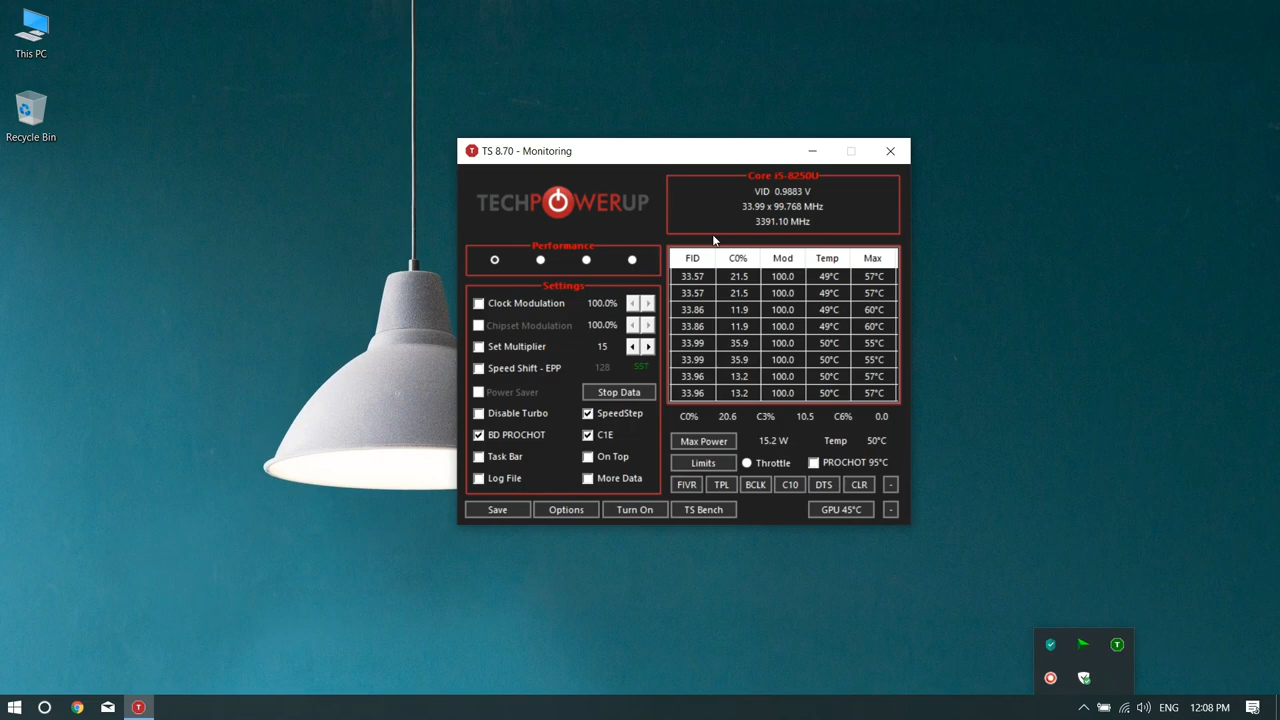 This PC
Recycle Bin
TS 8.70 - Monitoring
TECHPOWERUP
Core i5-8250U
VID 0.9883 V
33.99 x 99.768 MHz
3391.10 MHz
Performance
Settings
Clock Modulation 100.0%
Chipset Modulation 100.0%
Set Multiplier 15
Speed Shift - EPP 128 SST
Power Saver Stop Data
Disable Turbo SpeedStep
BD PROCHOT C1E
Task Bar On Top
Log File More Data
FID C0% Mod Temp Max
33.57 21.5 100.0 49°C 57°C
33.57 21.5 100.0 49°C 57°C
33.86 11.9 100.0 49°C 60°C
33.86 11.9 100.0 49°C 60°C
33.99 35.9 100.0 50°C 55°C
33.99 35.9 100.0 50°C 55°C
33.96 13.2 100.0 50°C 57°C
33.96 13.2 100.0 50°C 57°C
C0% 20.6 C3% 10.5 C6% 0.0
Max Power 15.2 W Temp 50°C
Limits Throttle PROCHOT 95°C
FIVR TPL BCLK C10 DTS CLR -
Save Options Turn On TS Bench GPU 45°C -
T
ENG 12:08 PM